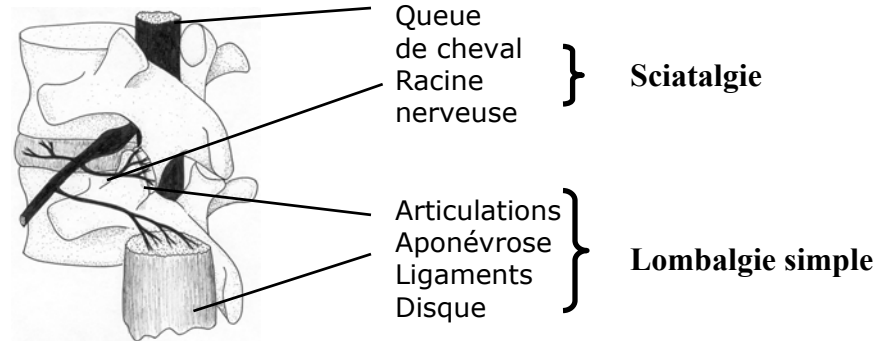 Queue
de cheval
Racine
nerveuse
Sciatalgie
Articulations
Aponévrose
Ligaments
Disque
Lombalgie simple